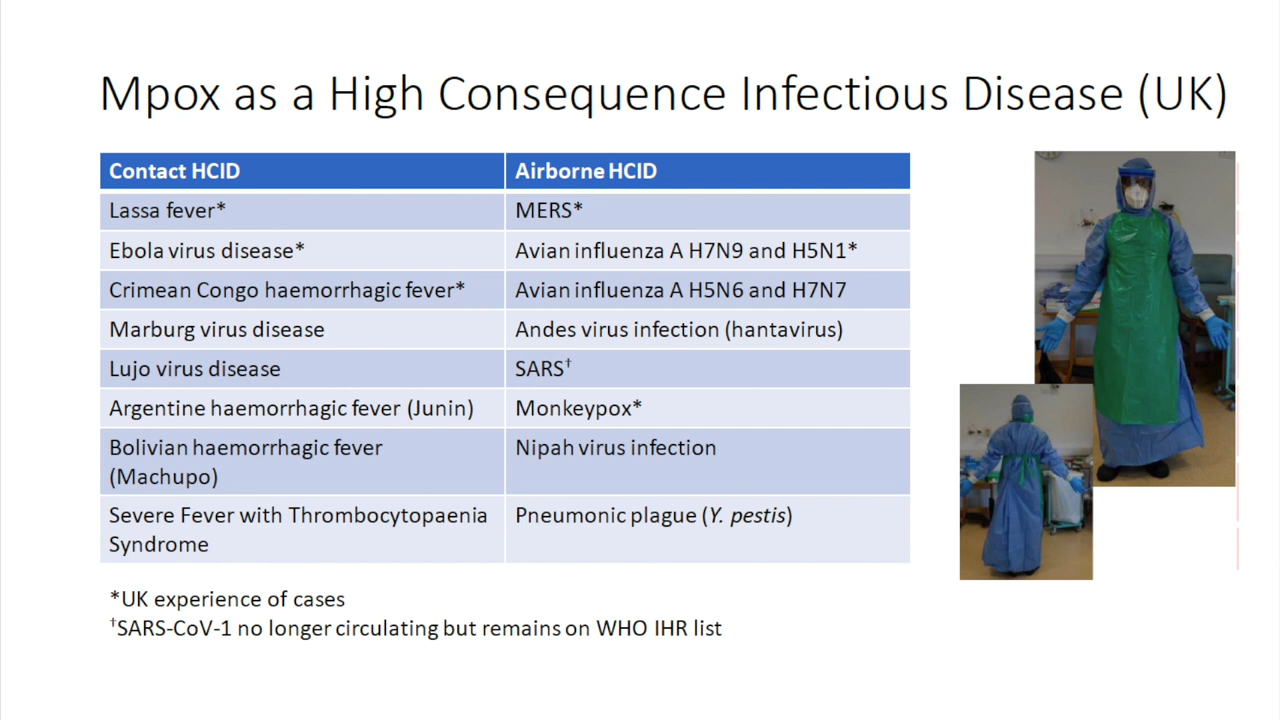 Mpox as a High Consequence Infectious Disease (UK)
Contact HCID
Airborne HCID
Lassa fever*
MERS*
Ebola virus disease*
Avian influenza A H7N9 and H5N1*
Crimean Congo haemorrhagic fever*
Avian influenza A H5N6 and H7N7
Marburg virus disease
Andes virus infection (hantavirus)
Lujo virus disease
SARS†
Argentine haemorrhagic fever (Junin)
Monkeypox*
Bolivian haemorrhagic fever
(Machupo)
Nipah virus infection
Severe Fever with Thrombocytopaenia
Syndrome
Pneumonic plague (Y. pestis)
*UK experience of cases
†SARS-CoV-1 no longer circulating but remains on WHO IHR list